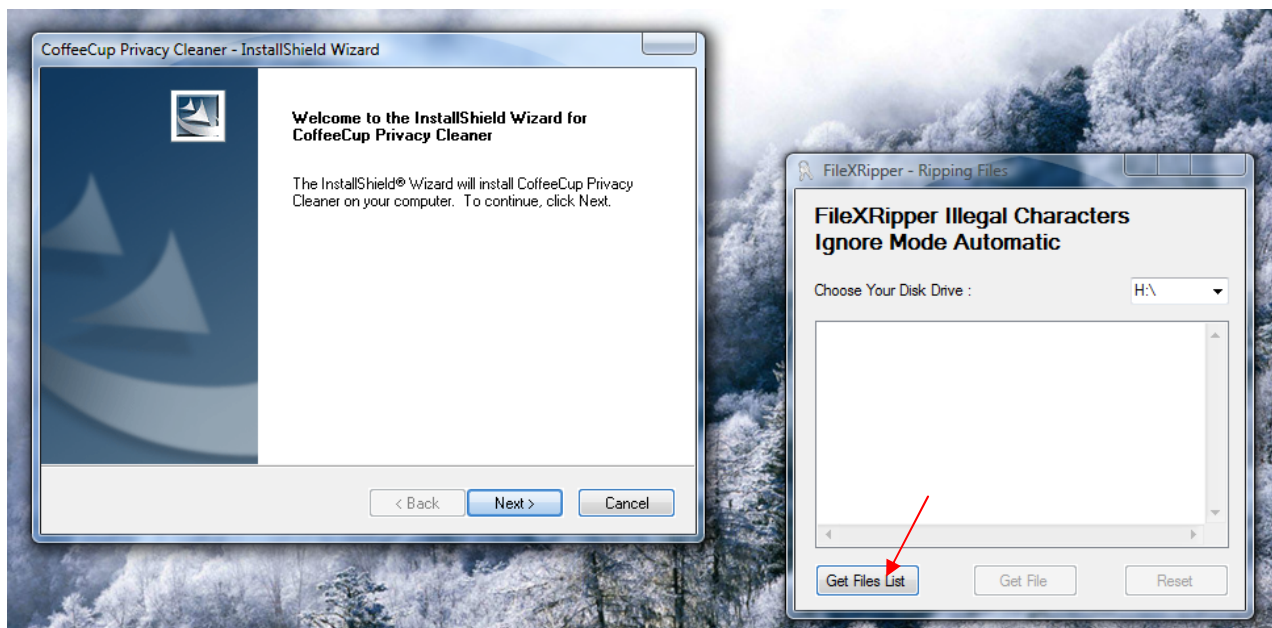 CoffeeCup Privacy Cleaner - InstallShield Wizard
Welcome to the InstallShield Wizard for
CoffeeCup Privacy Cleaner
The InstallShield® Wizard will install CoffeeCup Privacy
Cleaner on your computer. To continue, click Next.
< Back
Next >
Cancel
FileXRipper - Ripping Files
FileXRipper Illegal Characters
Ignore Mode Automatic
Choose Your Disk Drive :
H:\
Get Files List
Get File
Reset